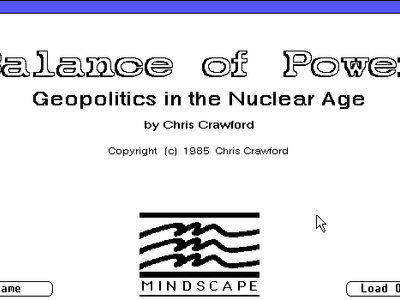 Balance of Power
Geopolitics in the Nuclear Age
by Chris Crawford
Copyright (c) 1985 Chris Crawford
MINDSCAPE
ame
Load O